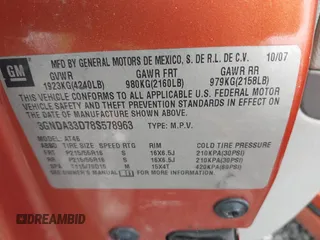 GM
MFD BY GENERAL MOTORS DE MEXICO, S. DE R.L. DE C.V. 10/07
GVWR GAWR FRT GAWR RR
1923KG(4240LB) 980KG(2160LB) 979KG(2158LB)
THIS VEHICLE CONFORMS TO ALL APPLICABLE U.S. FEDERAL MOTOR
VEHICLE SAFETY AND THEFT PREVENTION STANDARDS IN EFFECT ON
THE DATE OF MANUFACTURE SHOWN ABOVE.
3GNDA33D78S578963 TYPE: M.P.V.
MODEL:
TIRE SIZE SPEED RTG RIM COLD TIRE PRESSURE
FRT P215/55R16 S 16X6.5J 210KPA(30PSI)
RR P215/55R16 S 16X6.5J 210KPA(30PSI)
SPA 15X4T 420KPA(60PSI)
DREAMBID